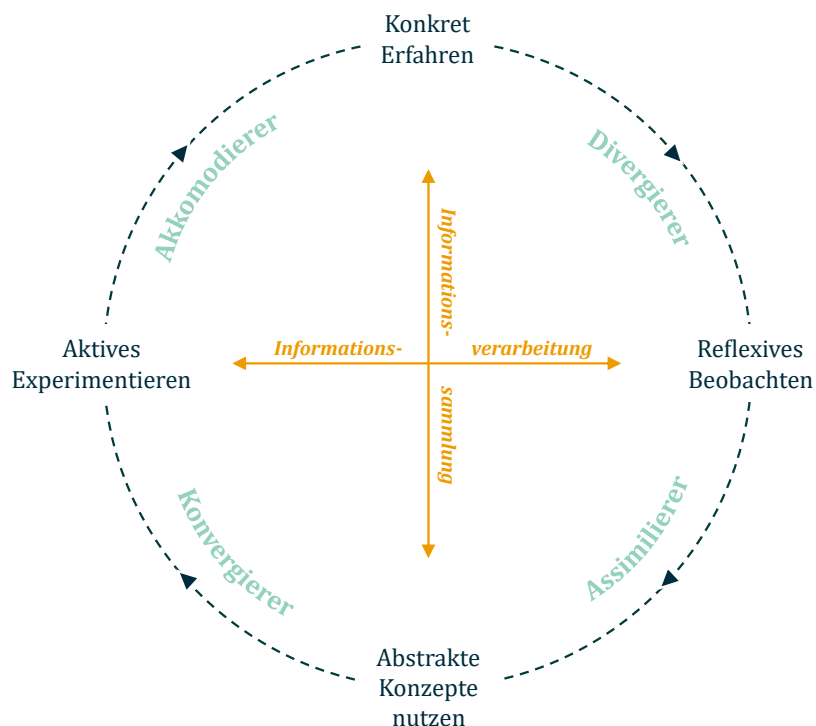 Konkret
Erfahren
Akkomodierer
Divergierer
Informations-
sammlung
Informations-
verarbeitung
Aktives
Experimentieren
Reflexives
Beobachten
Konvergierer
Assimilierer
Abstrakte
Konzepte
nutzen